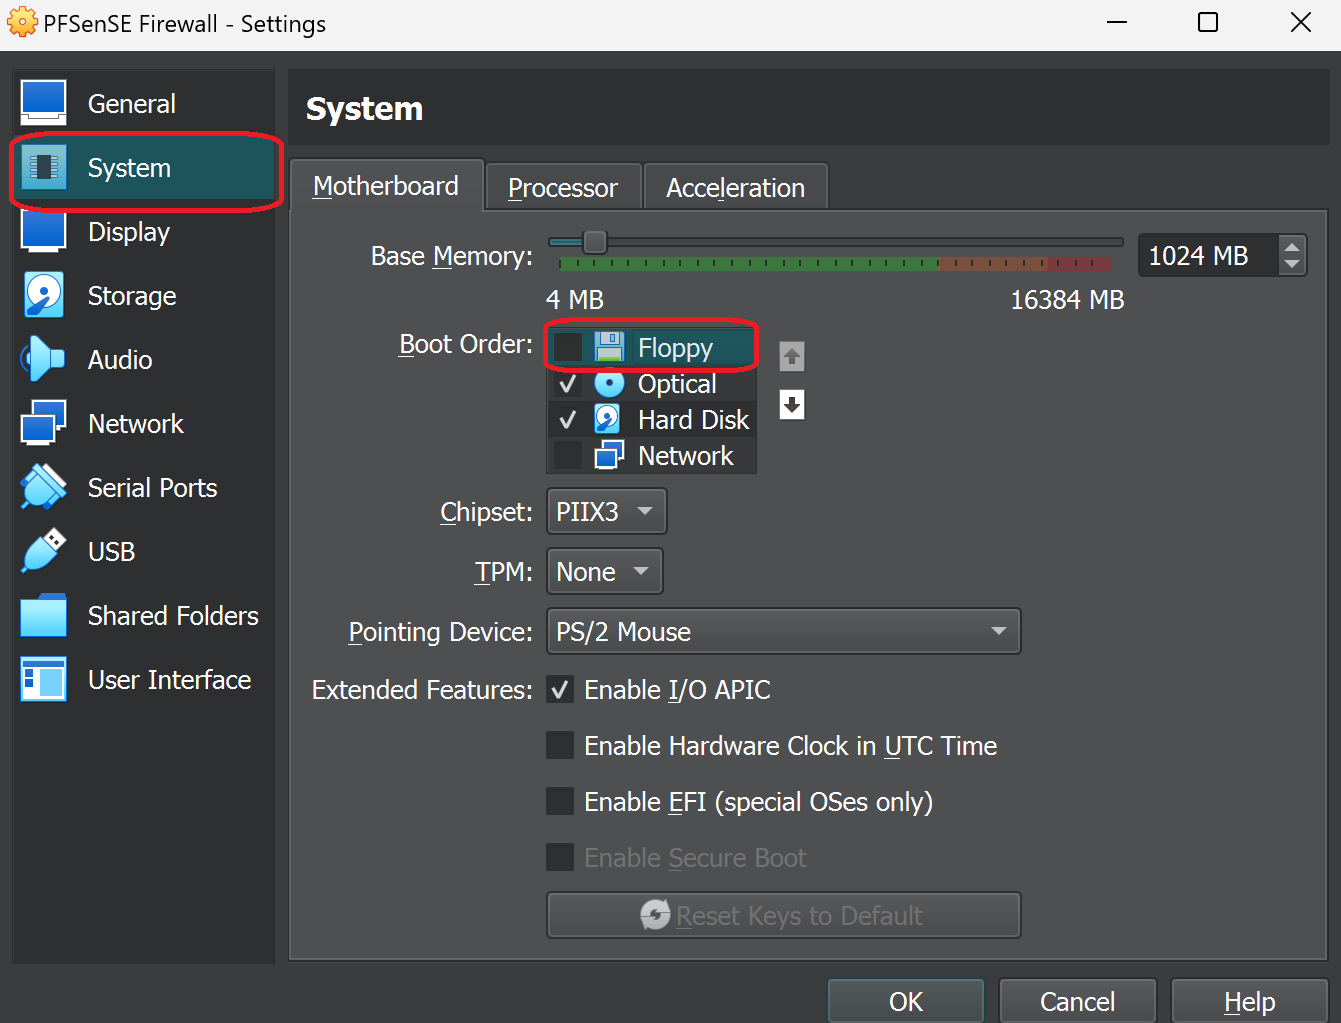 PFSenSE Firewall - Settings
General
System
Display
Storage
Audio
Network
Serial Ports
USB
Shared Folders
User Interface
System
Motherboard Processor Acceleration
Base Memory: 1024 MB
4 MB 16384 MB
Boot Order: Floppy
Optical
Hard Disk
Network
Chipset: PIIX3
TPM: None
Pointing Device: PS/2 Mouse
Extended Features: Enable I/O APIC
Enable Hardware Clock in UTC Time
Enable EFI (special OSes only)
Enable Secure Boot
Reset Keys to Default
OK Cancel Help